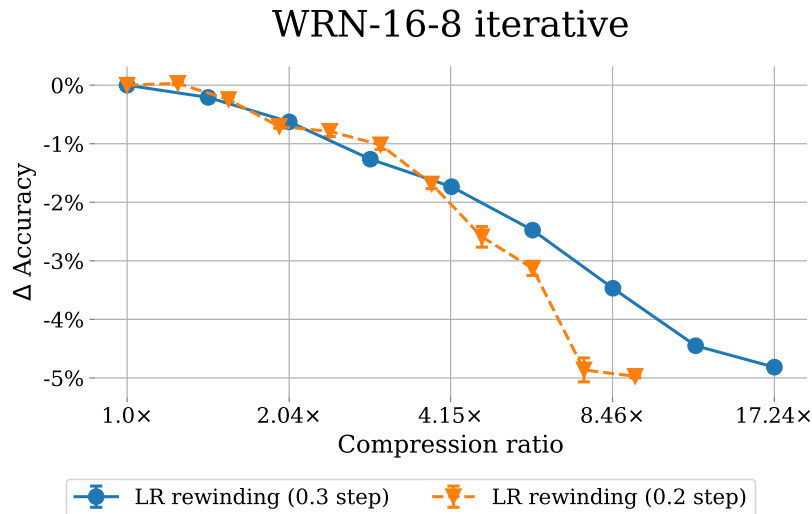 WRN-16-8 iterative
0%
-1%
-2%
-3%
-4%
-5%
Δ Accuracy
1.0× 2.04× 4.15× 8.46× 17.24×
Compression ratio
LR rewinding (0.3 step) LR rewinding (0.2 step)